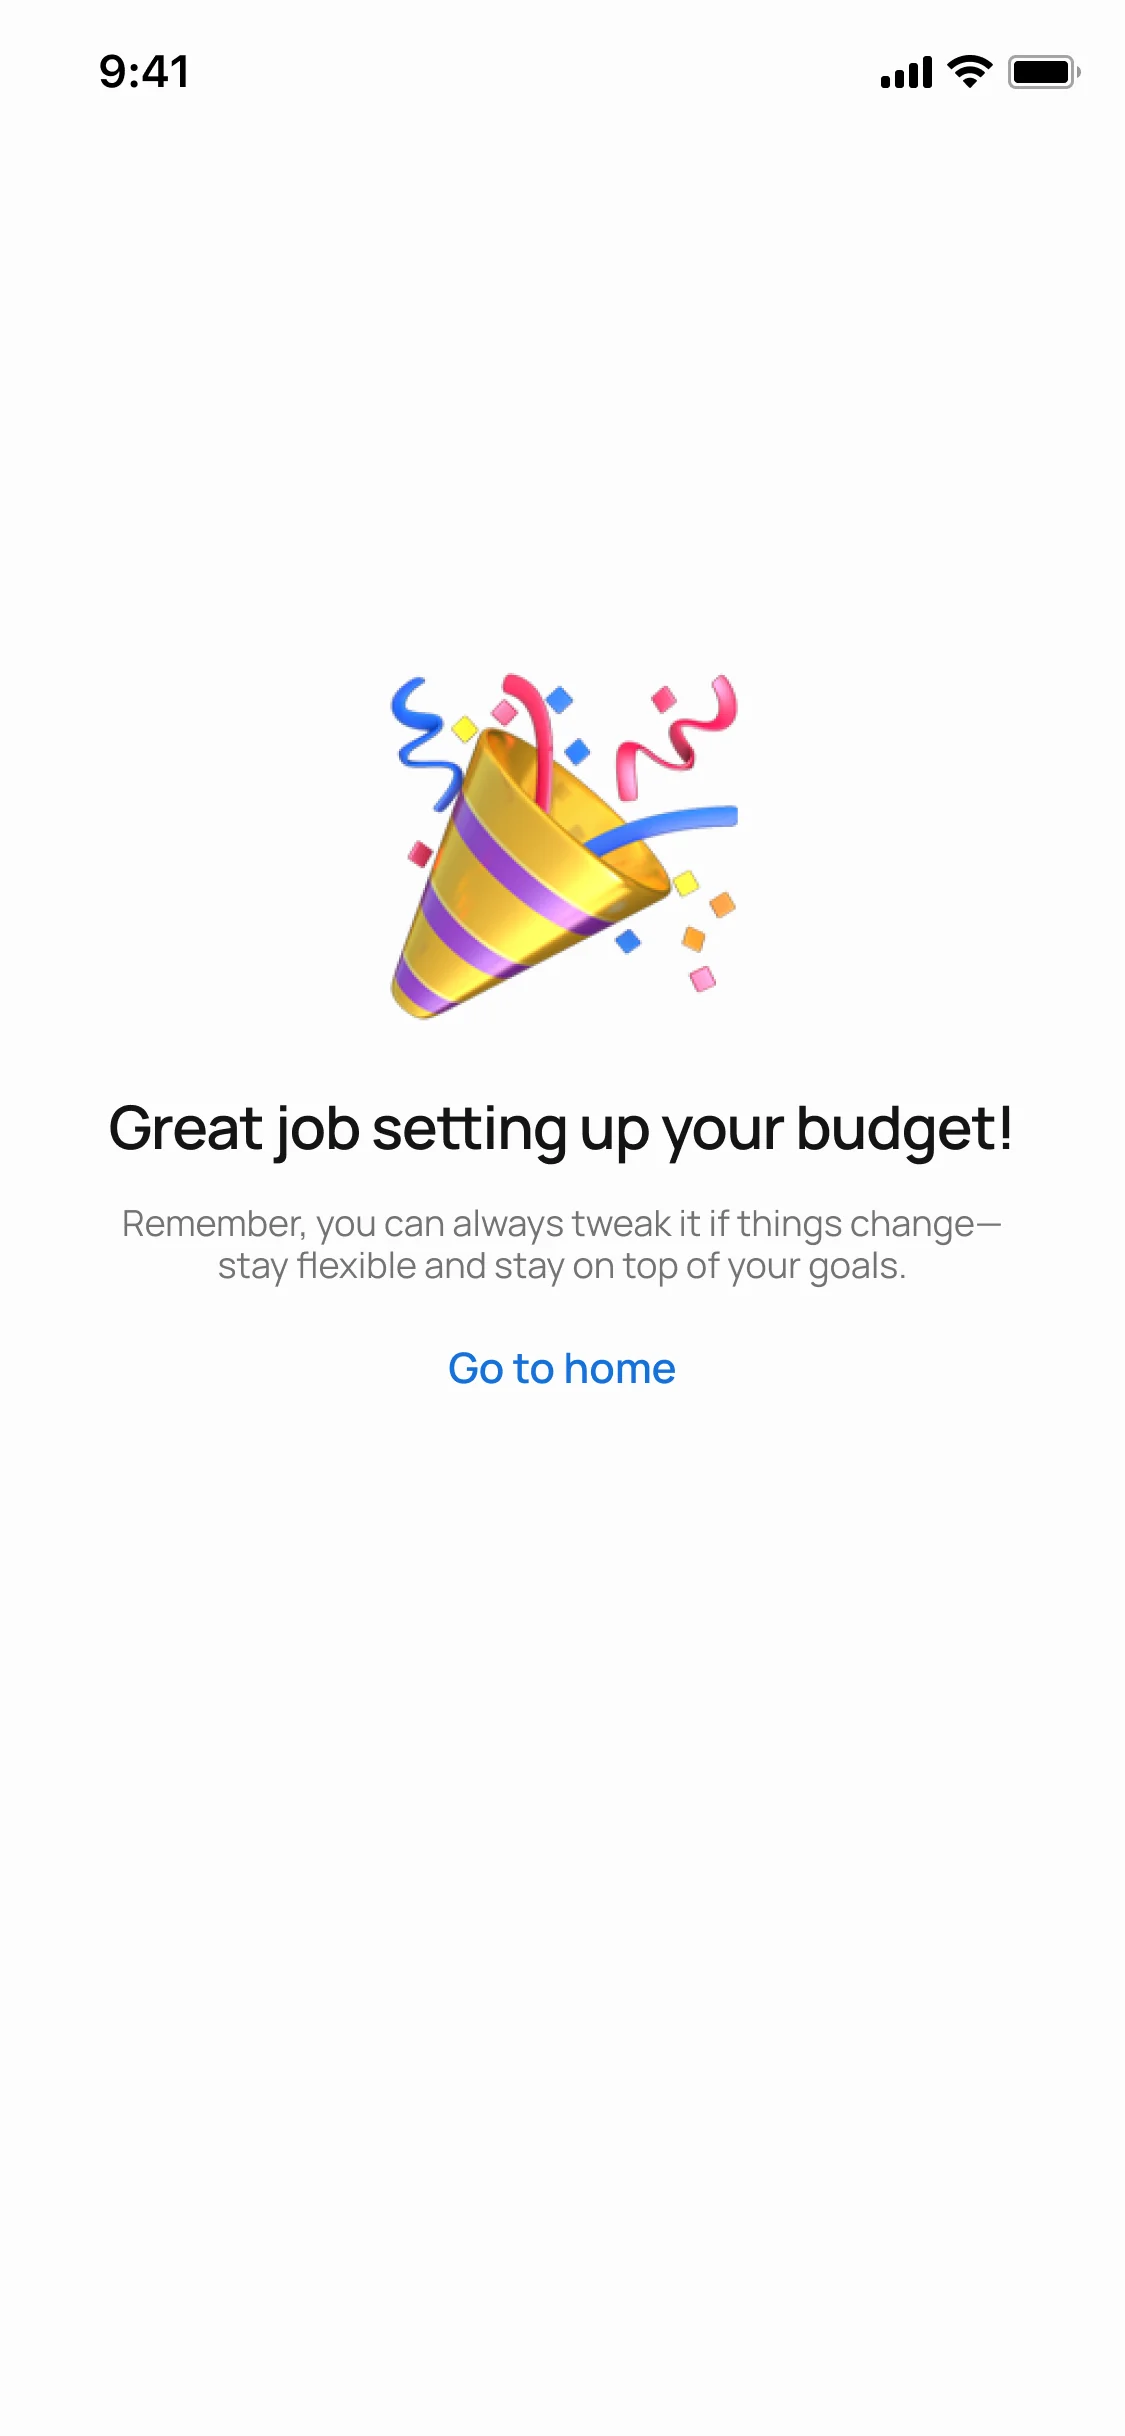 9:41
Great job setting up your budget!
Remember, you can always tweak it if things change—
stay flexible and stay on top of your goals.
Go to home